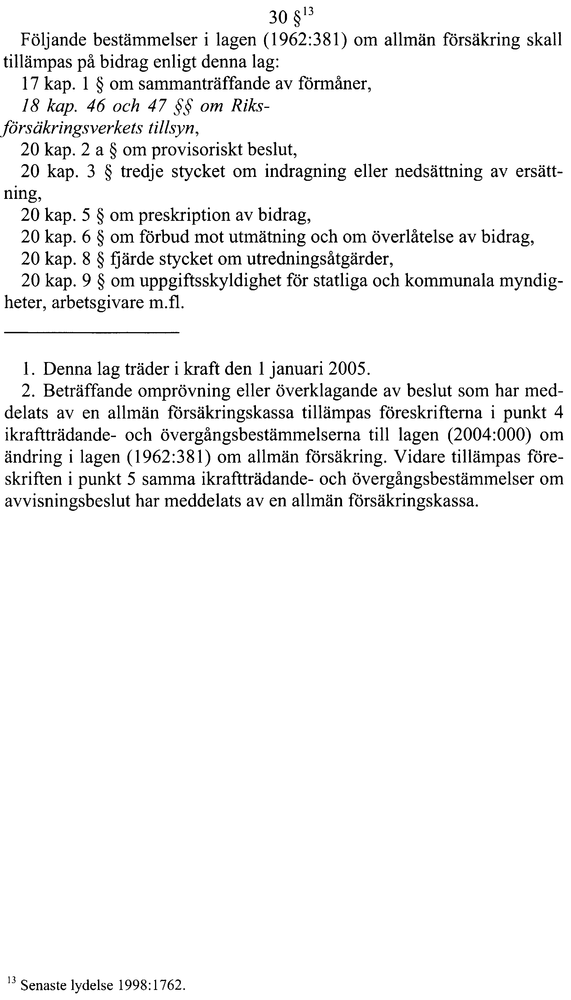 30 §13
Följande bestämmelser i lagen (1962:381) om allmän försäkring skall
tillämpas på bidrag enligt denna lag:
17 kap. 1 § om sammanträffande av förmåner,
18 kap. 46 och 47 §§ om Riks-
försäkringsverkets tillsyn,
20 kap. 2 a § om provisoriskt beslut,
20 kap. 3 § tredje stycket om indragning eller nedsättning av ersätt-
ning,
20 kap. 5 § om preskription av bidrag,
20 kap. 6 § om förbud mot utmätning och om överlåtelse av bidrag,
20 kap. 8 § fjärde stycket om utredningsåtgärder,
20 kap. 9 § om uppgiftsskyldighet för statliga och kommunala myndig-
heter, arbetsgivare m.fl.
1. Denna lag träder i kraft den 1 januari 2005.
2. Beträffande omprövning eller överklagande av beslut som har med-
delats av en allmän försäkringskassa tillämpas föreskrifterna i punkt 4
ikraftträdande- och övergångsbestämmelserna till lagen (2004:000) om
ändring i lagen (1962:381) om allmän försäkring. Vidare tillämpas före-
skriften i punkt 5 samma ikraftträdande- och övergångsbestämmelser om
avvisningsbeslut har meddelats av en allmän försäkringskassa.
13 Senaste lydelse 1998:1762.